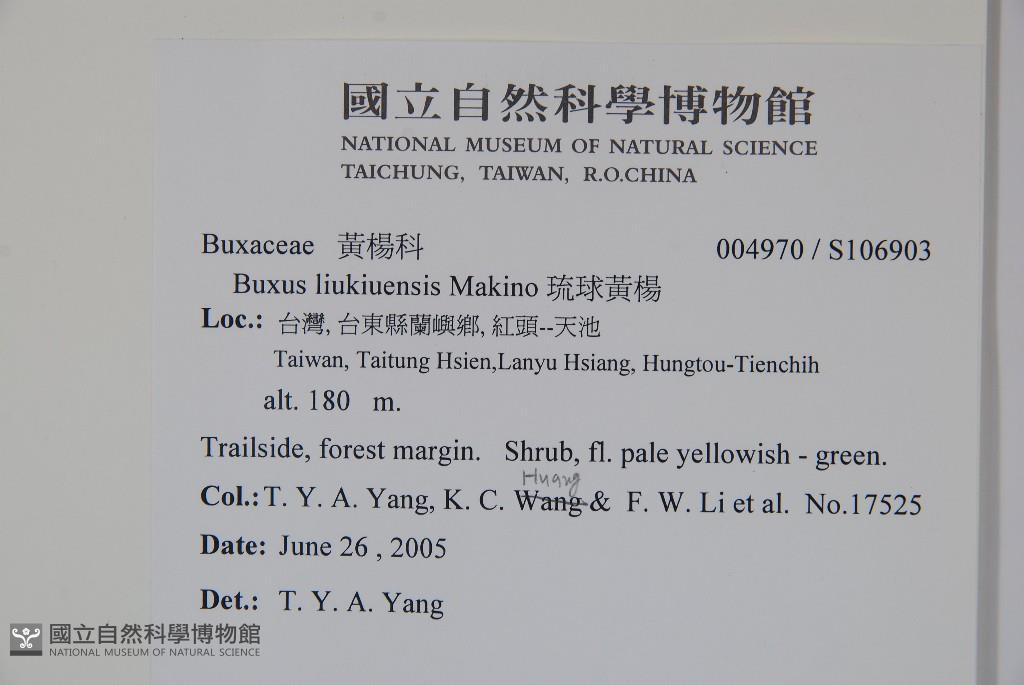 國立自然科學博物館
NATIONAL MUSEUM OF NATURAL SCIENCE
TAICHUNG, TAIWAN, R.O.CHINA
Buxaceae 黃楊科 004970 / S106903
Buxus liukiuensis Makino 琉球黃楊
Loc.: 台灣, 台東縣蘭嶼鄉, 紅頭--天池
Taiwan, Taitung Hsien,Lanyu Hsiang, Hungtou-Tienchih
alt. 180 m.
Trailside, forest margin. Shrub, fl. pale yellowish - green.
Huang
Col.:T. Y. A. Yang, K. C. Wang & F. W. Li et al. No.17525
Date: June 26 , 2005
Det.: T. Y. A. Yang
國立自然科學博物館
NATIONAL MUSEUM OF NATURAL SCIENCE